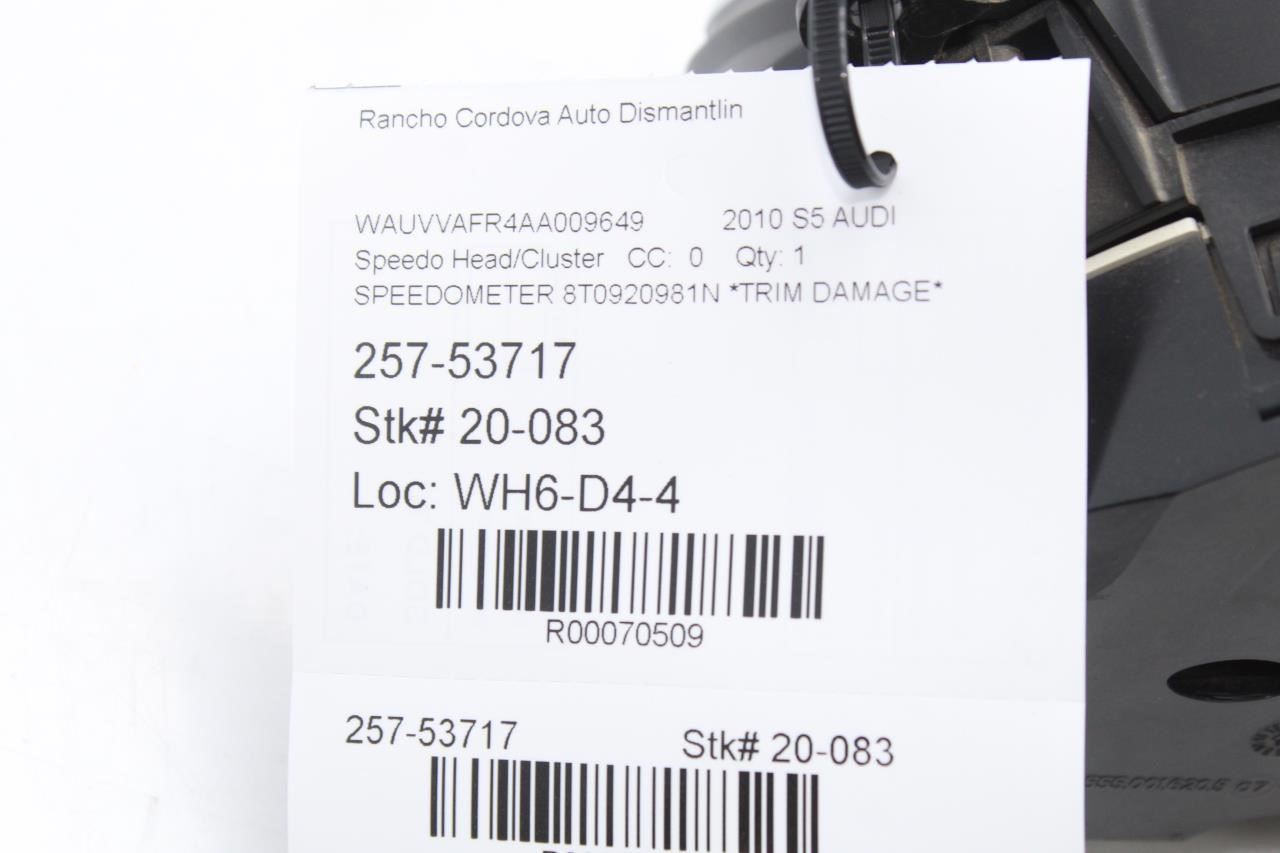 Rancho Cordova Auto Dismantlin
WAUVVAFR4AA009649 2010 S5 AUDI
Speedo Head/Cluster CC: 0 Qty: 1
SPEEDOMETER 8T0920981N *TRIM DAMAGE*
257-53717
Stk# 20-083
Loc: WH6-D4-4
R00070509
257-53717 Stk# 20-083